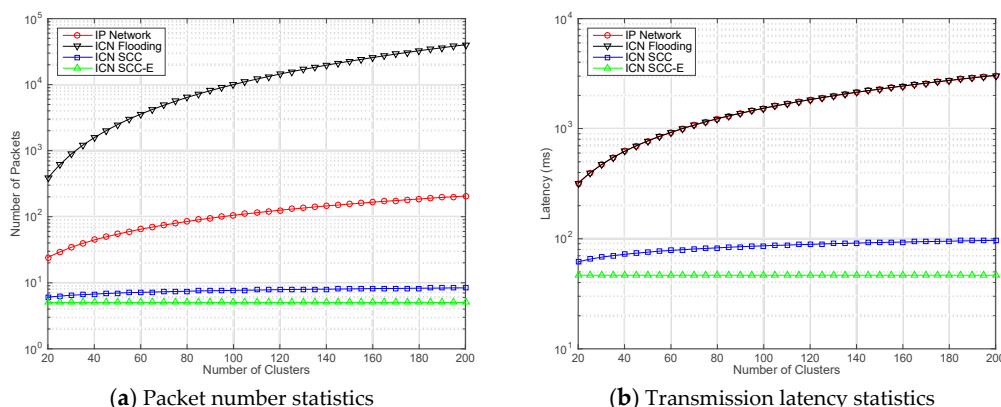 10^5
10^4
10^3
10^2
10^1
10^0
Number of Packets
IP Network
ICN Flooding
ICN SCC
ICN SCC-E
20 40 60 80 100 120 140 160 180 200
Number of Clusters
(a) Packet number statistics
10^4
10^3
10^2
10^1
Latency (ms)
IP Network
ICN Flooding
ICN SCC
ICN SCC-E
20 40 60 80 100 120 140 160 180 200
Number of Clusters
(b) Transmission latency statistics